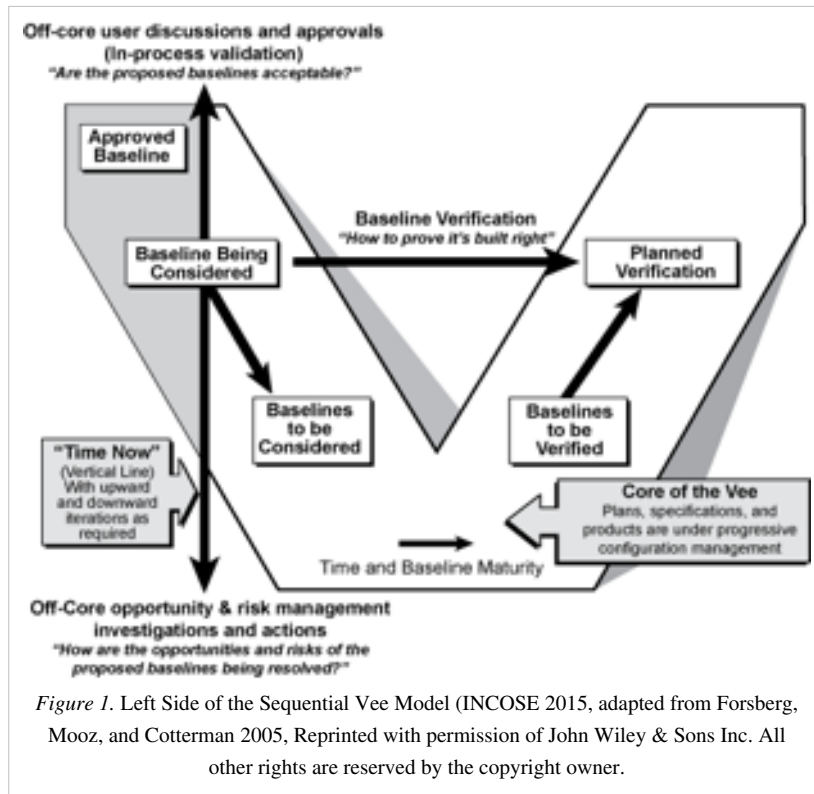 Off-core user discussions and approvals
(In-process validation)
"Are the proposed baselines acceptable?"
Approved
Baseline
Baseline Verification
"How to prove it's built right"
Baseline Being
Considered
Planned
Verification
Baselines
to be
Considered
Baselines
to be
Verified
"Time Now"
(Vertical Line)
With upward
and downward
iterations as
required
Core of the Vee
Plans, specifications, and
products are under progressive
configuration management
Time and Baseline Maturity
Off-Core opportunity & risk management
investigations and actions
"How are the opportunities and risks of the
proposed baselines being resolved?"
Figure 1. Left Side of the Sequential Vee Model (INCOSE 2015, adapted from Forsberg,
Mooz, and Cotterman 2005, Reprinted with permission of John Wiley & Sons Inc. All
other rights are reserved by the copyright owner.